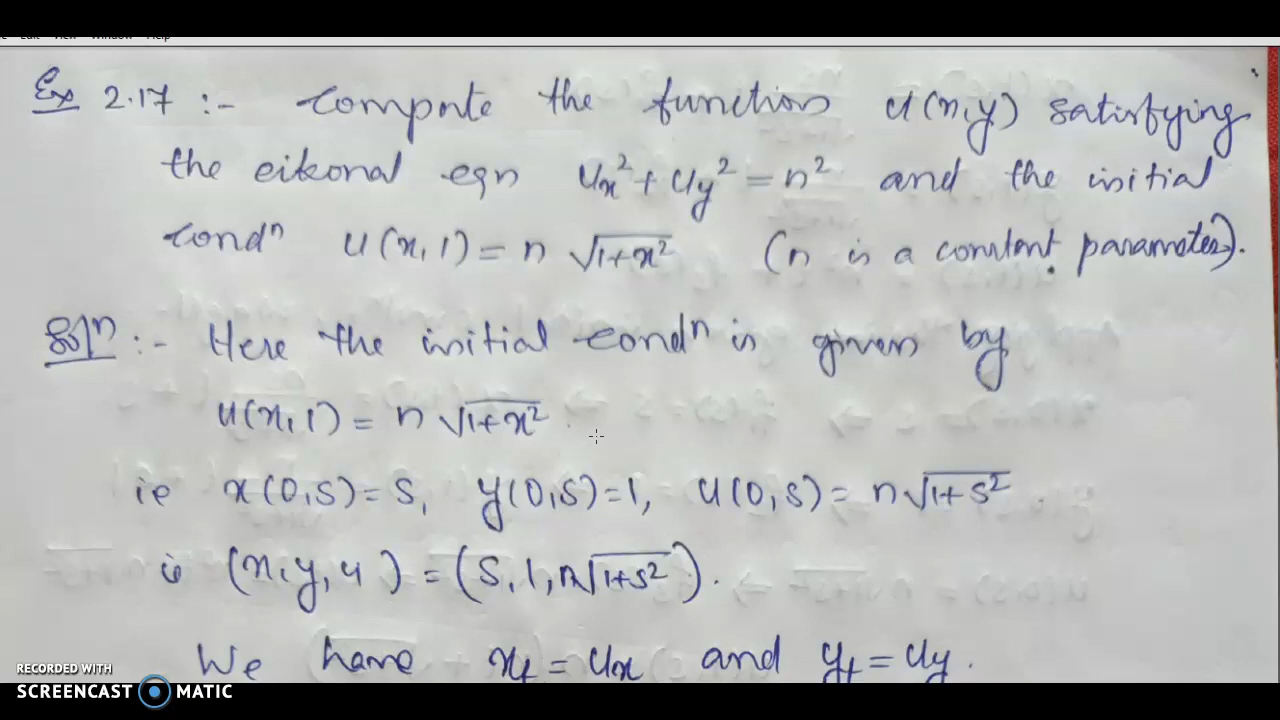 Ex 2.17 :- Compute the function u(x,y) satisfying
the eikonal eqn ux² + uy² = n² and the initial
condⁿ u(x,1) = n √1+x² (n is a constant parameter).
Solⁿ :- Here the initial condⁿ is given by
u(x,1) = n √1+x²
ie x(0,s) = s, y(0,s) = 1, u(0,s) = n√1+s².
ie (x,y,u) = (s,1,n√1+s²).
We have xt = ux and yt = uy.
RECORDED WITH
SCREENCAST MATIC